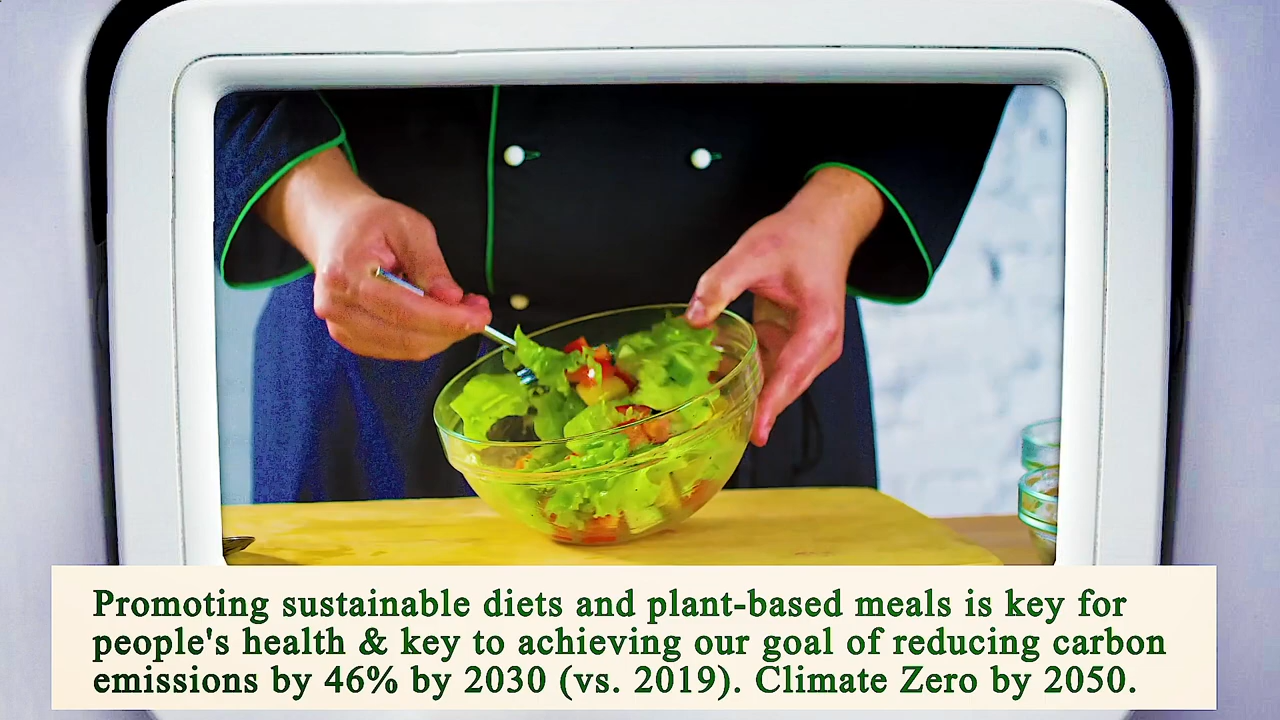 Promoting sustainable diets and plant-based meals is key for
people's health & key to achieving our goal of reducing carbon
emissions by 46% by 2030 (vs. 2019). Climate Zero by 2050.